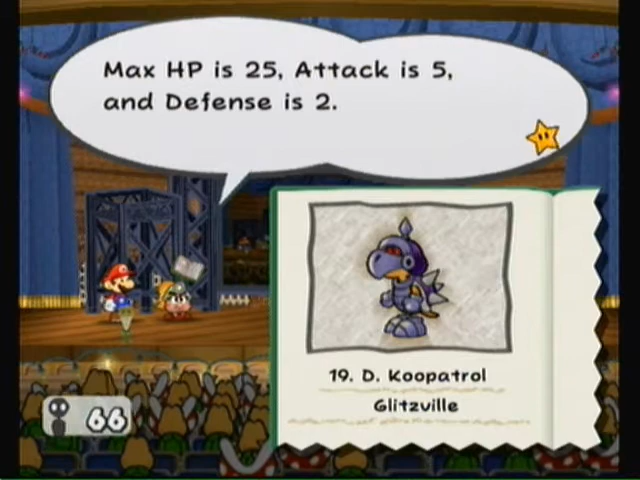 Max HP is 25, Attack is 5,
and Defense is 2.
19. D. Koopatrol
Glitzville
66